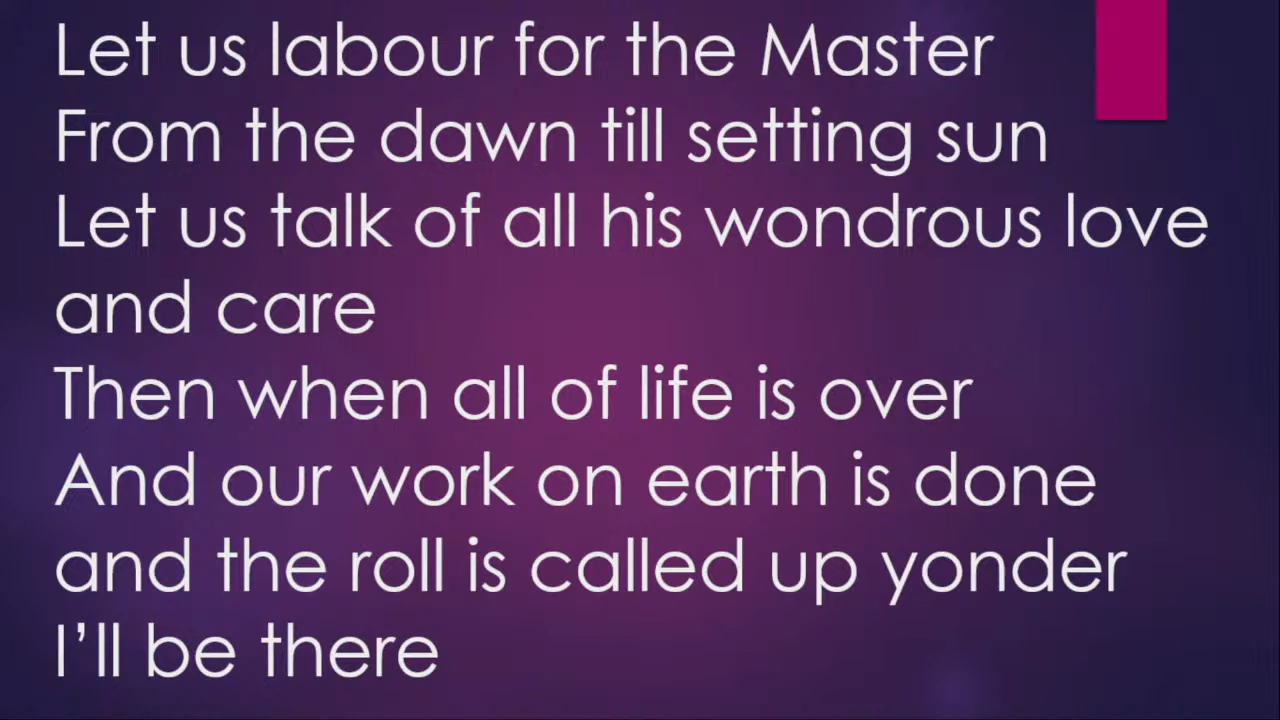 Let us labour for the Master
From the dawn till setting sun
Let us talk of all his wondrous love
and care
Then when all of life is over
And our work on earth is done
and the roll is called up yonder
I’ll be there